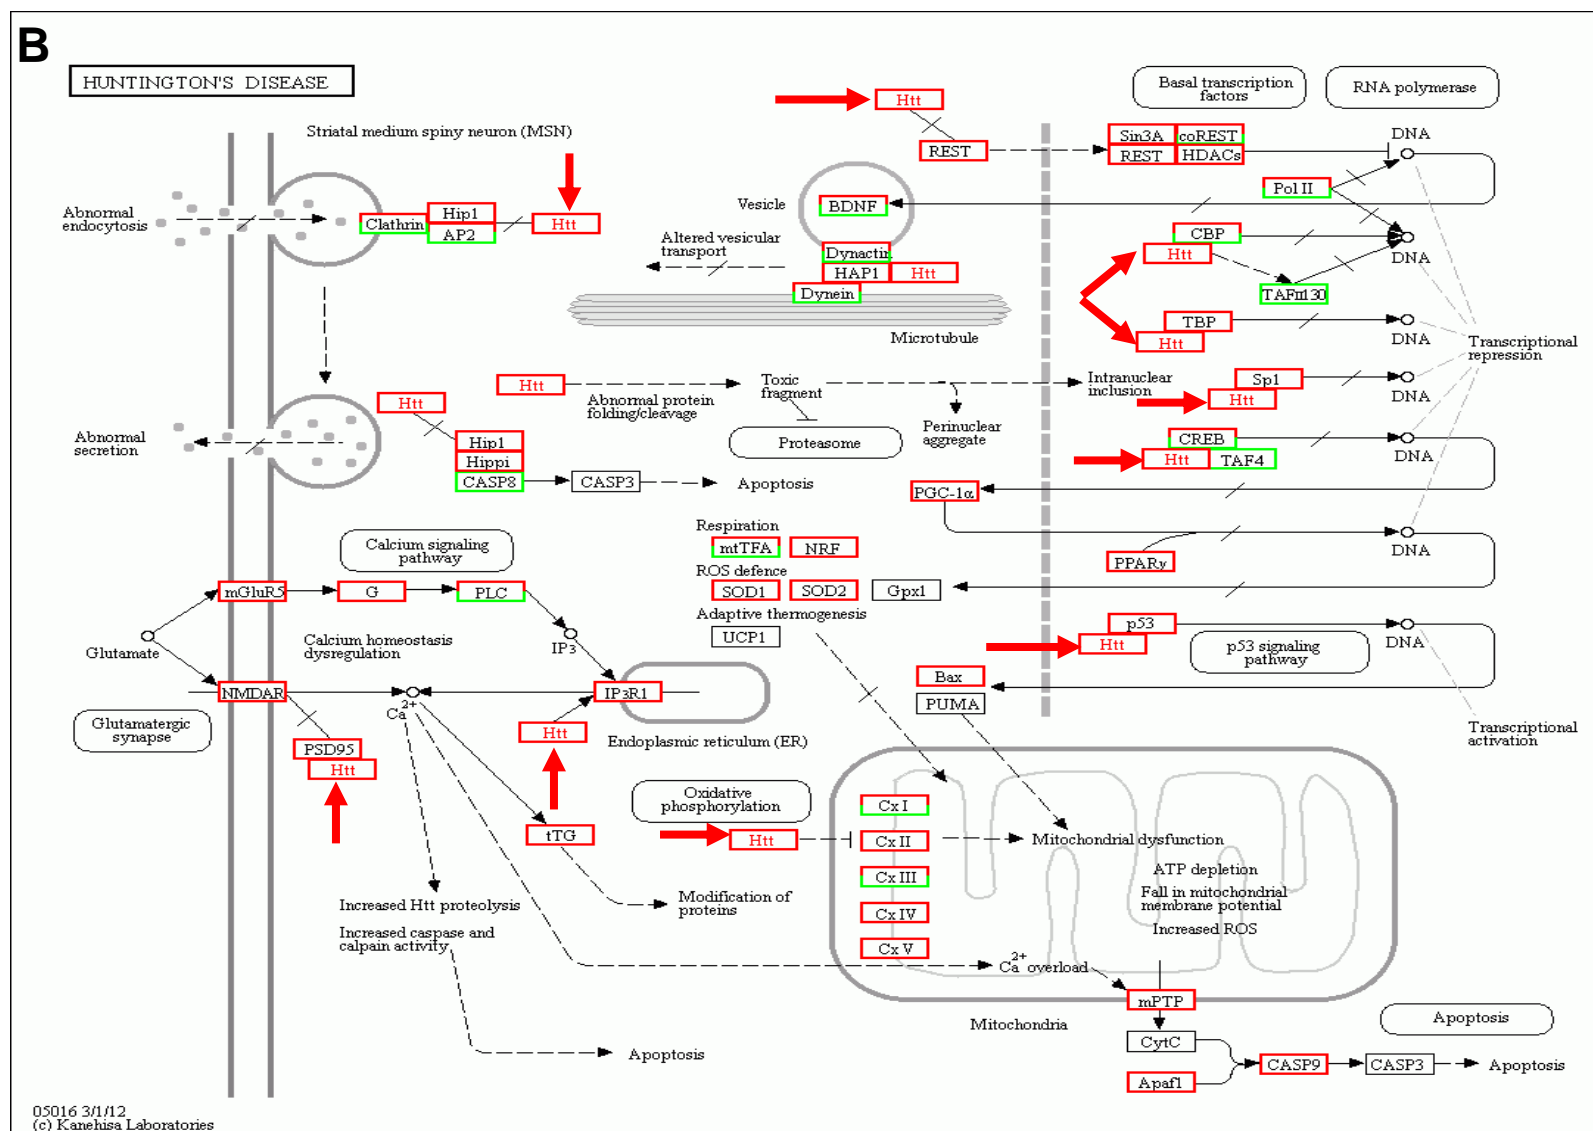 B
HUNTINGTON'S DISEASE
Striatal medium spiny neuron (MSN)
Htt
REST
Basal transcription
factors
RNA polymerase
Sin3A
coREST
REST
HDACs
DNA
Pol II
Abnormal
endocytosis
Clathrin
Hip1
AP2
Htt
Vesicle
BDNF
Altered vesicular
transport
Dynactin
HAP1
Htt
Dynein
Microtubule
CBP
Htt
DNA
TAFII130
TBP
Htt
DNA
Transcriptional
repression
Htt
Abnormal protein
folding/cleavage
Toxic
fragment
Proteasome
Perinuclear
aggregate
Intranuclear
inclusion
Sp1
Htt
DNA
Abnormal
secretion
Htt
Hip1
Hippi
CASP8
CASP3
Apoptosis
CREB
Htt
TAF4
DNA
PGC-1α
PPARγ
DNA
Calcium signaling
pathway
Respiration
mtTFA
NRF
ROS defence
SOD1
SOD2
Gpx1
Adaptive thermogenesis
UCP1
mGluR5
G
PLC
Glutamate
Calcium homeostasis
dysregulation
IP3
p53
Htt
p53 signaling
pathway
DNA
NMDAR
Ca2+
IP3R1
Bax
PUMA
Glutamatergic
synapse
PSD95
Htt
Htt
Endoplasmic reticulum (ER)
Transcriptional
activation
tTG
Oxidative
phosphorylation
Htt
Cx I
Cx II
Cx III
Cx IV
Cx V
Mitochondrial dysfunction
ATP depletion
Fall in mitochondrial
membrane potential
Increased ROS
Increased Htt proteolysis
Increased caspase and
calpain activity
Modification of
proteins
Ca2+ overload
mPTP
Mitochondria
CytC
Apaf1
CASP9
CASP3
Apoptosis
Apoptosis
Apoptosis
05016 3/1/12
(c) Kanehisa Laboratories